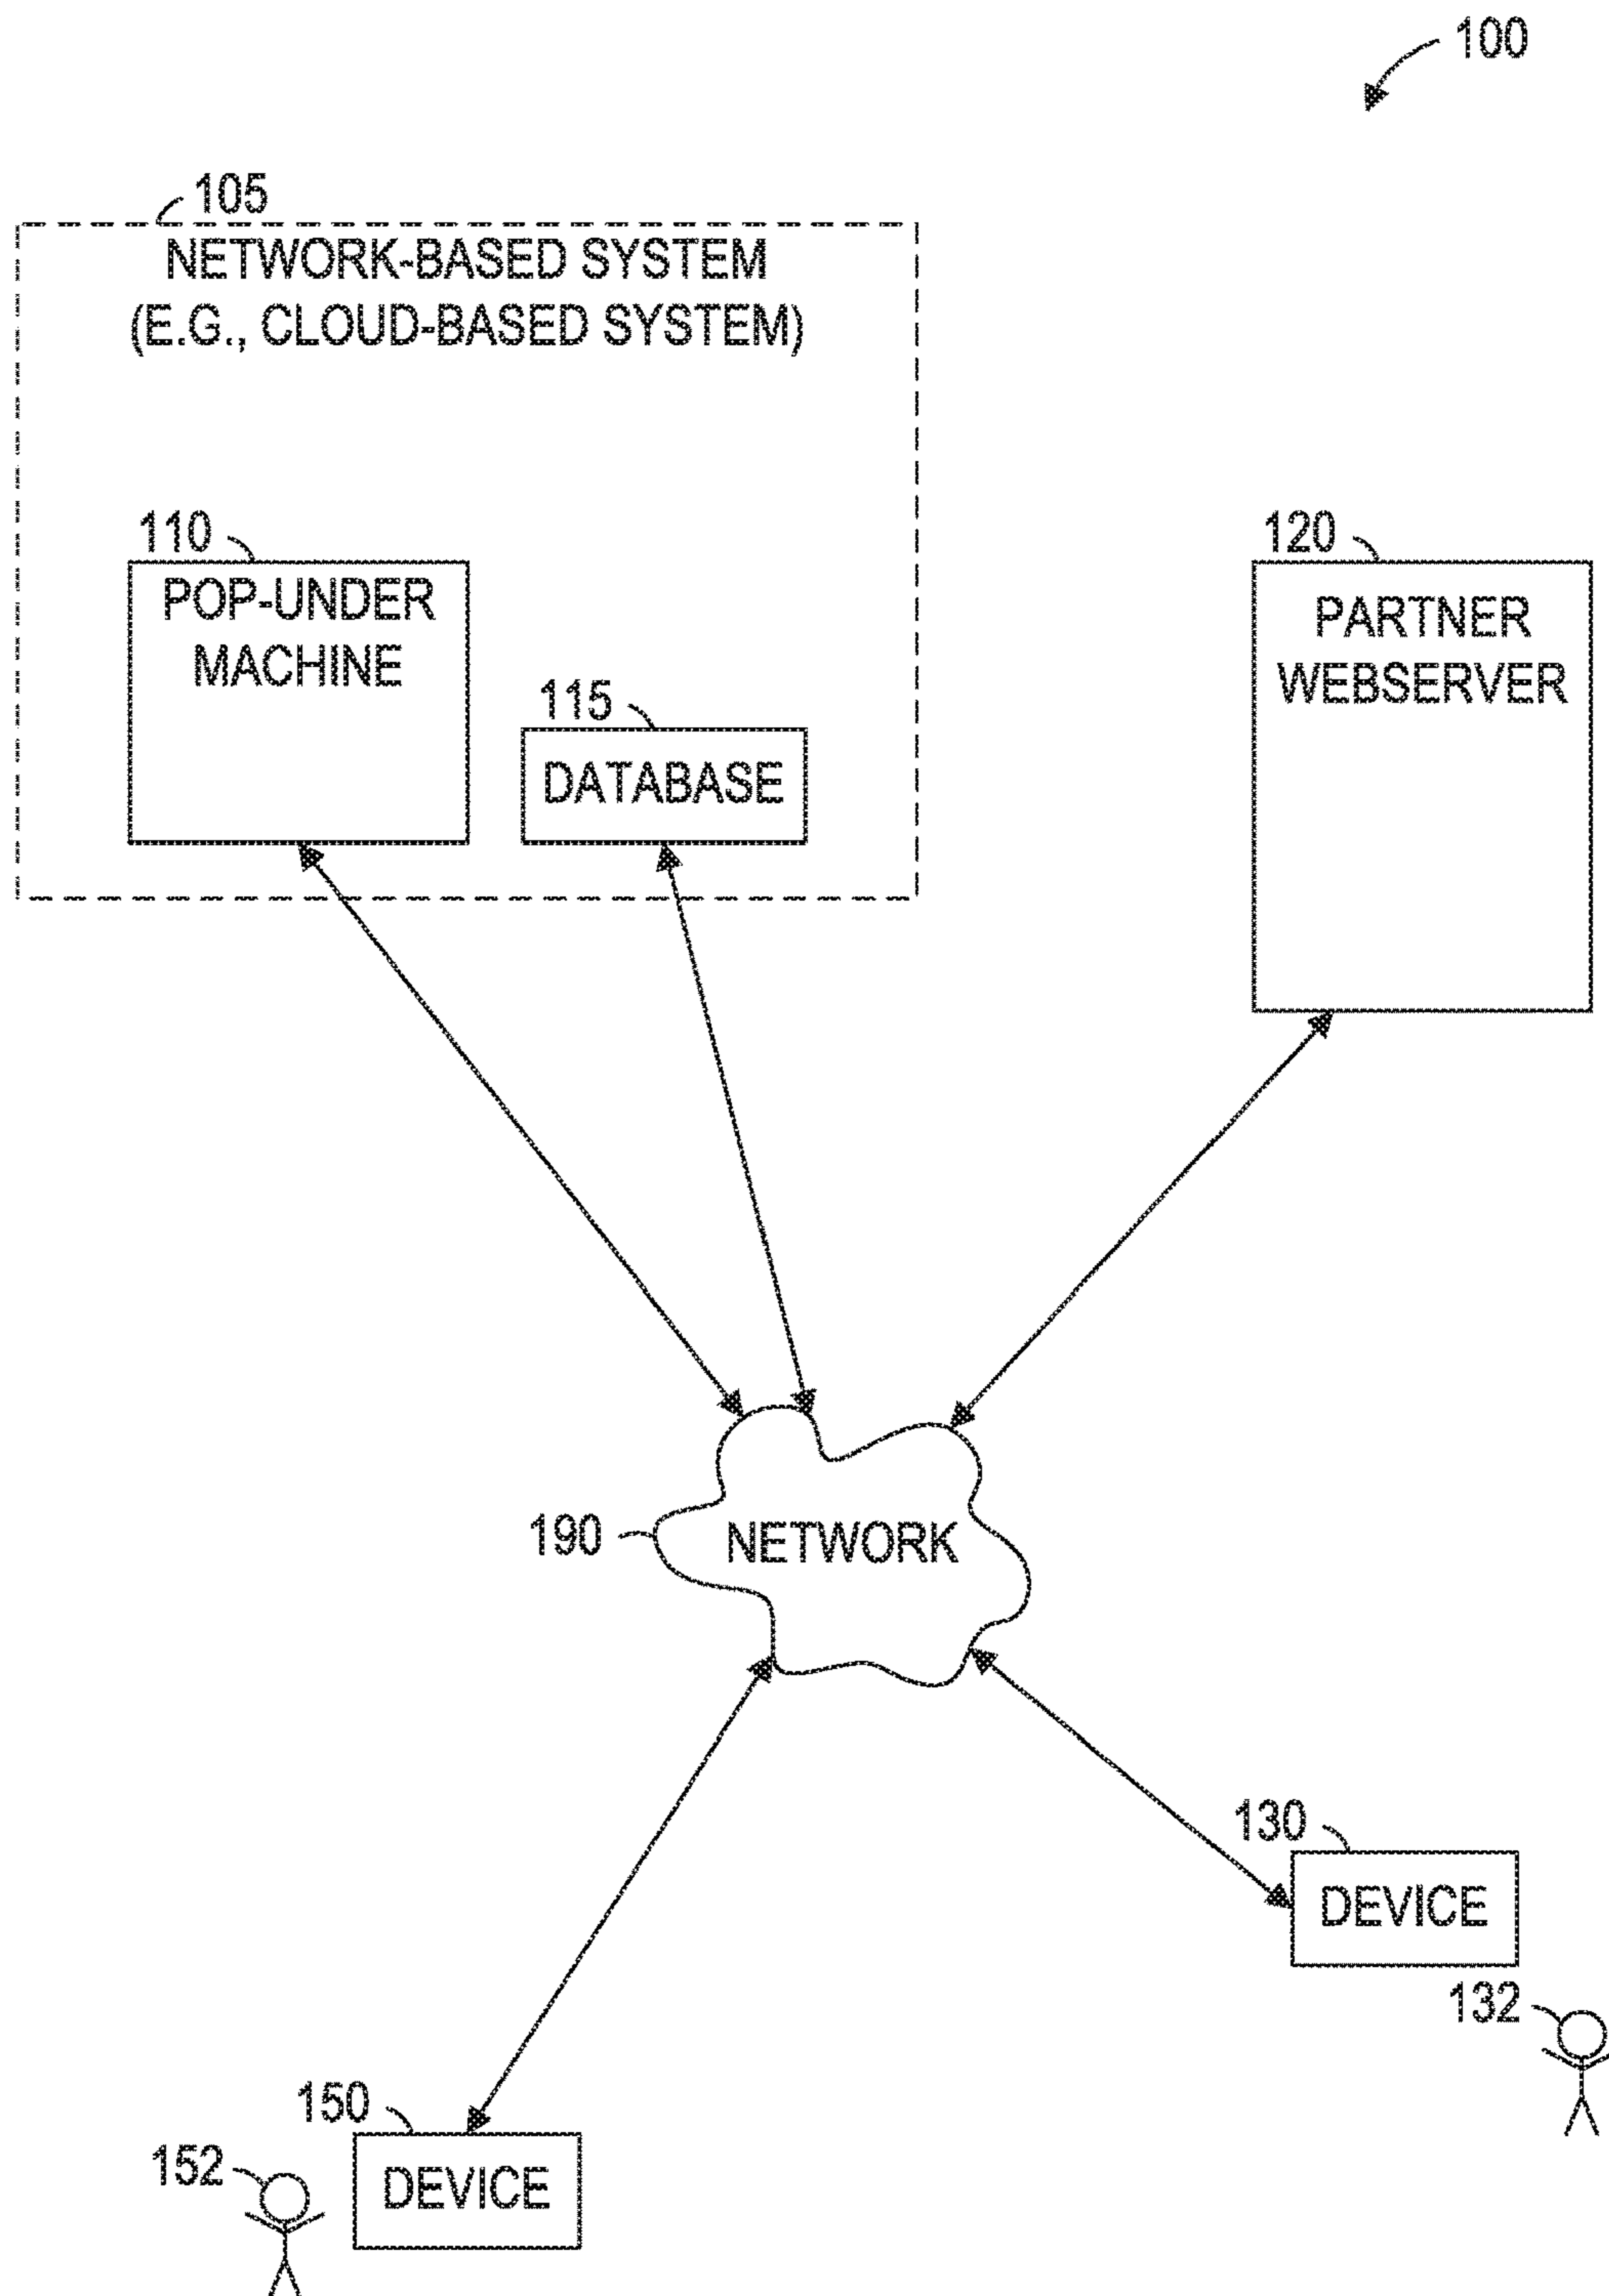 100
105
NETWORK-BASED SYSTEM
(E.G., CLOUD-BASED SYSTEM)
110
POP-UNDER
MACHINE
115
DATABASE
120
PARTNER
WEBSERVER
190
NETWORK
130
DEVICE
132
150
DEVICE
152